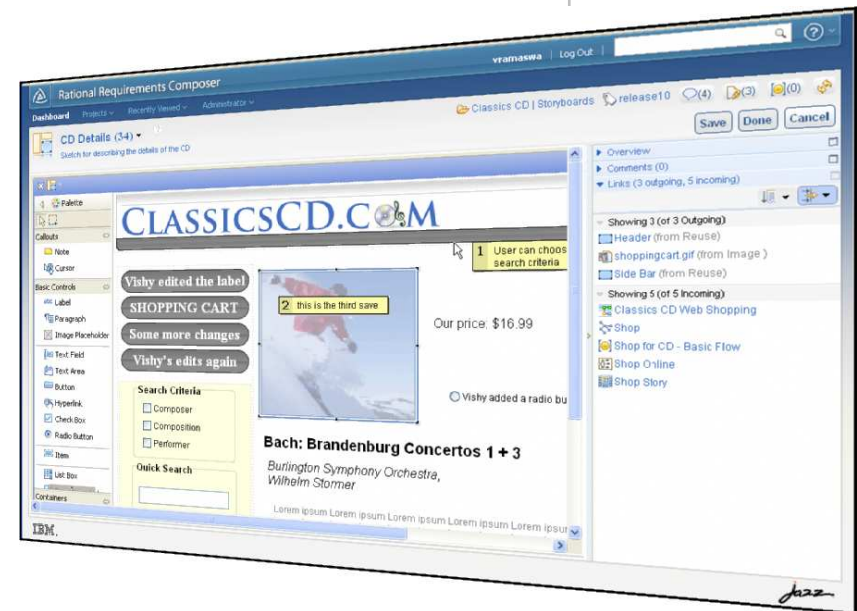 Rational Requirements Composer
vramaswa | Log Out
Dashboard Projects Recently Viewed Administrator
Classics CD | Storyboards release10 (4) (3) (0)
CD Details (34)
Sketch for describing the details of the CD
Save Done Cancel
Palette
Callouts
Note
Cursor
Basic Controls
Label
Paragraph
Image Placeholder
Text Field
Text Area
Button
Hyperlink
Check Box
Radio Button
Item
List Box
Containers
CLASSICSCD.COM
1 User can choos
search criteria
Vishy edited the label
SHOPPING CART
Some more changes
Vishy's edits again
2 this is the third save
Our price: $16.99
Vishy added a radio bu
Search Criteria
Composer
Composition
Performer
Quick Search
Bach: Brandenburg Concertos 1 + 3
Burlington Symphony Orchestra,
Wilhelm Stormer
Lorem ipsum Lorem ipsum Lorem ipsum Lorem ipsum Lorem ipsur
Overview
Comments (0)
Links (3 outgoing, 5 incoming)
Showing 3 (of 3 Outgoing)
Header (from Reuse)
shoppingcart.gif (from Image )
Side Bar (from Reuse)
Showing 5 (of 5 Incoming)
Classics CD Web Shopping
Shop
Shop for CD - Basic Flow
Shop Online
Shop Story
IBM.
jazz